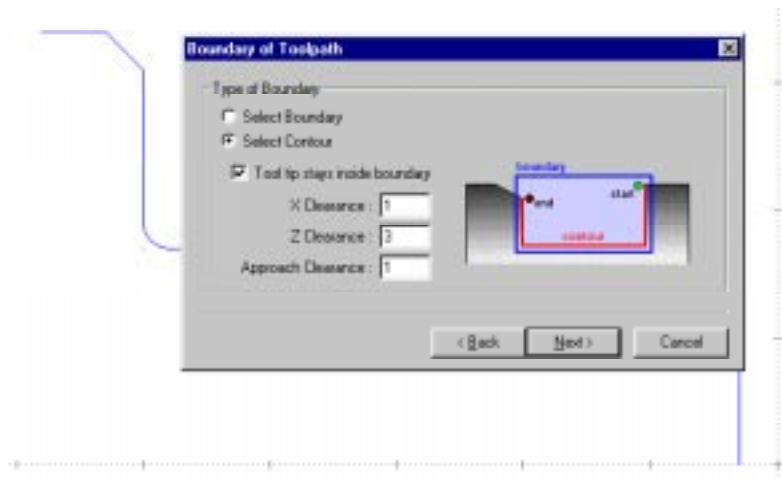 Boundary of Toolpath
Type of Boundary
Select Boundary
Select Contour
Tool tip stays inside boundary
X Clearance : 1
Z Clearance : 3
Approach Clearance : 1
boundary
start
end
contour
< Back
Next >
Cancel